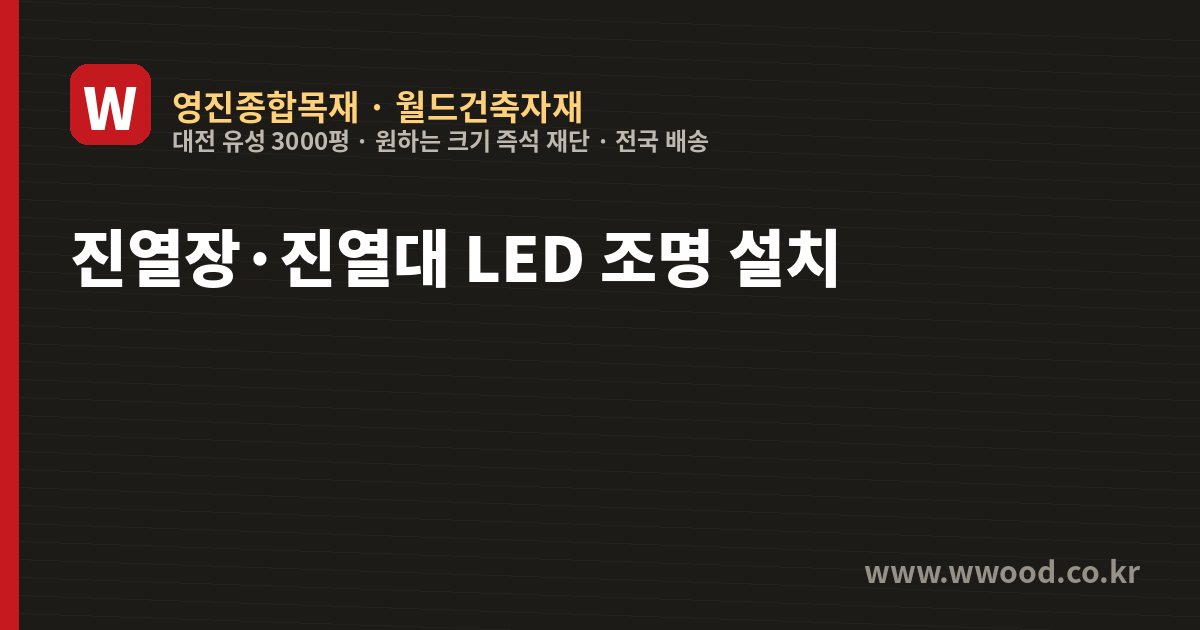 W
영진종합목재 · 월드건축자재
대전 유성 3000평 · 원하는 크기 즉석 재단 · 전국 배송
진열장·진열대 LED 조명 설치
www.wwood.co.kr